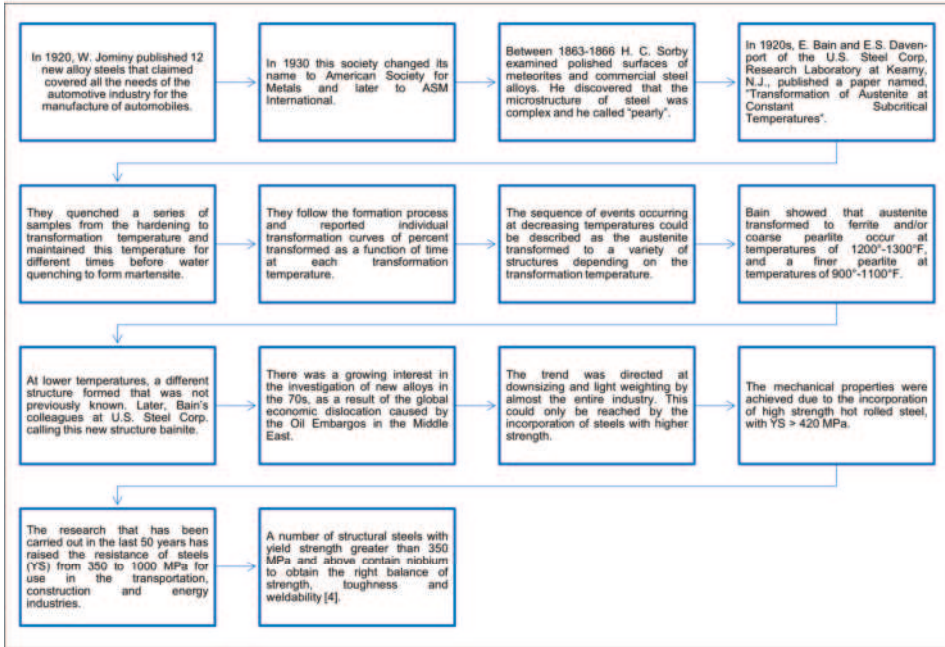 In 1920, W. Jominy published 12
new alloy steels that claimed
covered all the needs of the
automotive industry for the
manufacture of automobiles.
In 1930 this society changed its
name to American Society for
Metals and later to ASM
International.
Between 1863-1866 H. C. Sorby
examined polished surfaces of
meteorites and commercial steel
alloys. He discovered that the
microstructure of steel was
complex and he called “pearly”.
In 1920s, E. Bain and E.S. Daven-
port of the U.S. Steel Corp,
Research Laboratory at Kearny,
N.J., published a paper named,
“Transformation of Austenite at
Constant Subcritical
Temperatures”.
They quenched a series of
samples from the hardening to
transformation temperature and
maintained this temperature for
different times before water
quenching to form martensite.
They follow the formation process
and reported individual
transformation curves of percent
transformed as a function of time
at each transformation
temperature.
The sequence of events occurring
at decreasing temperatures could
be described as the austenite
transformed to a variety of
structures depending on the
transformation temperature.
Bain showed that austenite
transformed to ferrite and/or
coarse pearlite occur at
temperatures of 1200°-1300°F,
and a finer pearlite at
temperatures of 900°-1100°F.
At lower temperatures, a different
structure formed that was not
previously known. Later, Bain's
colleagues at U.S. Steel Corp.
calling this new structure bainite.
There was a growing interest in
the investigation of new alloys in
the 70s, as a result of the global
economic dislocation caused by
the Oil Embargos in the Middle
East.
The trend was directed at
downsizing and light weighting by
almost the entire industry. This
could only be reached by the
incorporation of steels with higher
strength.
The mechanical properties were
achieved due to the incorporation
of high strength hot rolled steel,
with YS > 420 MPa.
The research that has been
carried out in the last 50 years has
raised the resistance of steels
(YS) from 350 to 1000 MPa for
use in the transportation,
construction and energy
industries.
A number of structural steels with
yield strength greater than 350
MPa and above contain niobium
to obtain the right balance of
strength, toughness and
weldability [4].